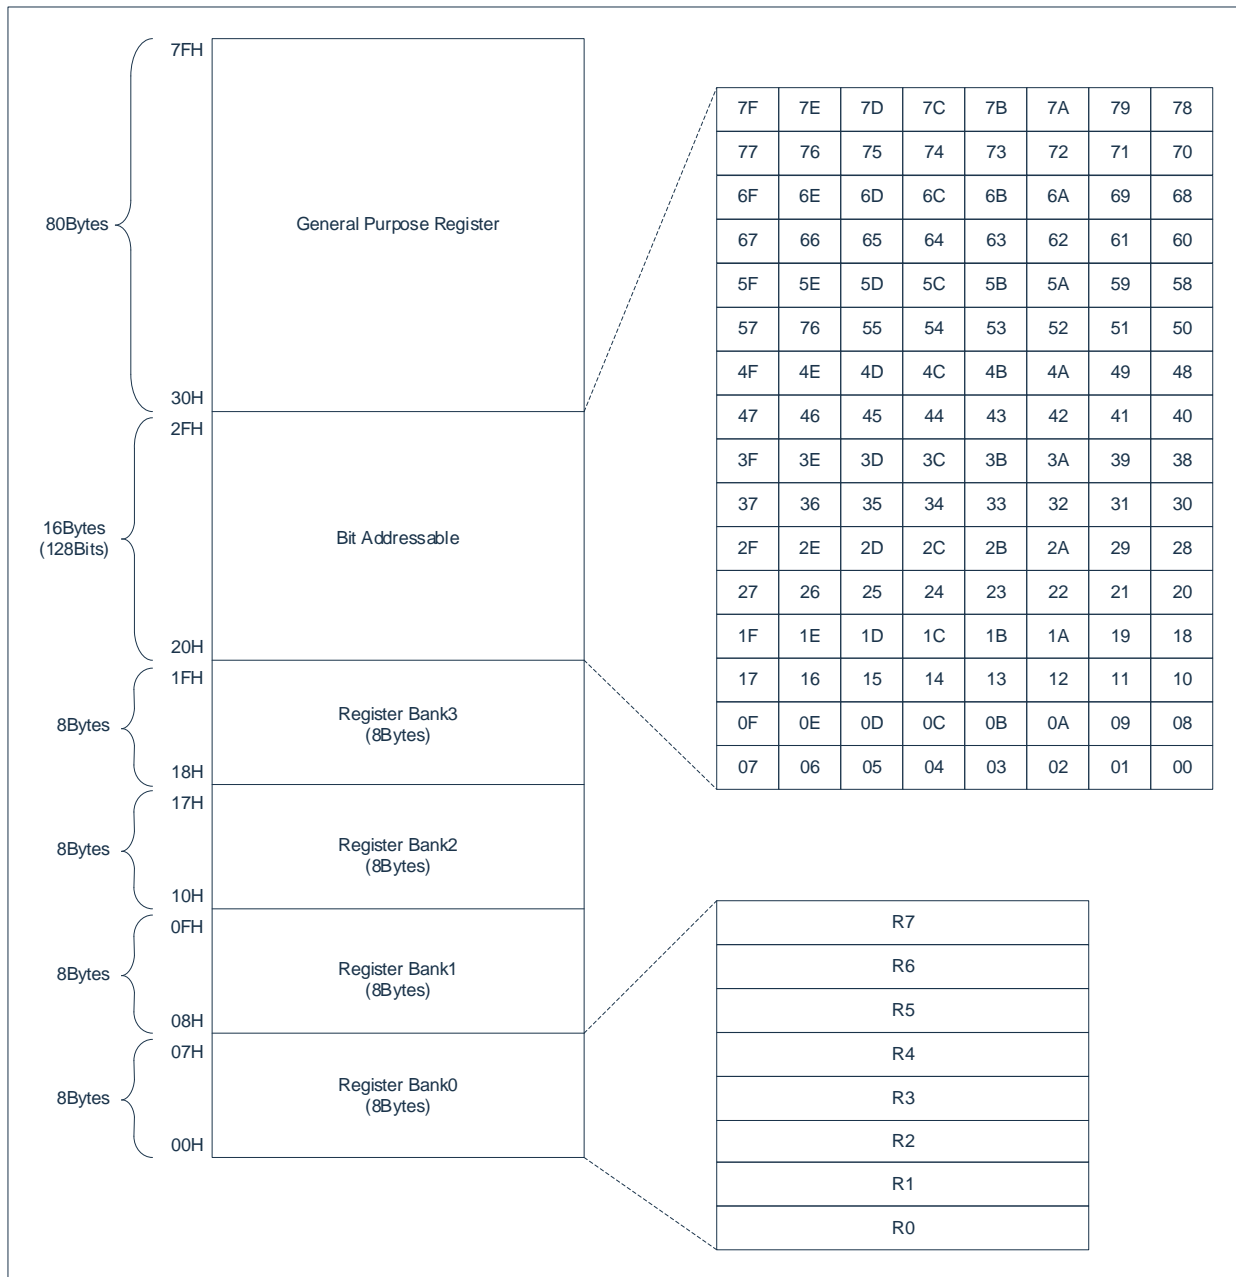 7FH
80Bytes
General Purpose Register
30H
2FH
16Bytes
(128Bits)
Bit Addressable
20H
1FH
8Bytes
Register Bank3
(8Bytes)
18H
17H
8Bytes
Register Bank2
(8Bytes)
10H
0FH
8Bytes
Register Bank1
(8Bytes)
08H
07H
8Bytes
Register Bank0
(8Bytes)
00H
7F 7E 7D 7C 7B 7A 79 78
77 76 75 74 73 72 71 70
6F 6E 6D 6C 6B 6A 69 68
67 66 65 64 63 62 61 60
5F 5E 5D 5C 5B 5A 59 58
57 76 55 54 53 52 51 50
4F 4E 4D 4C 4B 4A 49 48
47 46 45 44 43 42 41 40
3F 3E 3D 3C 3B 3A 39 38
37 36 35 34 33 32 31 30
2F 2E 2D 2C 2B 2A 29 28
27 26 25 24 23 22 21 20
1F 1E 1D 1C 1B 1A 19 18
17 16 15 14 13 12 11 10
0F 0E 0D 0C 0B 0A 09 08
07 06 05 04 03 02 01 00
R7
R6
R5
R4
R3
R2
R1
R0